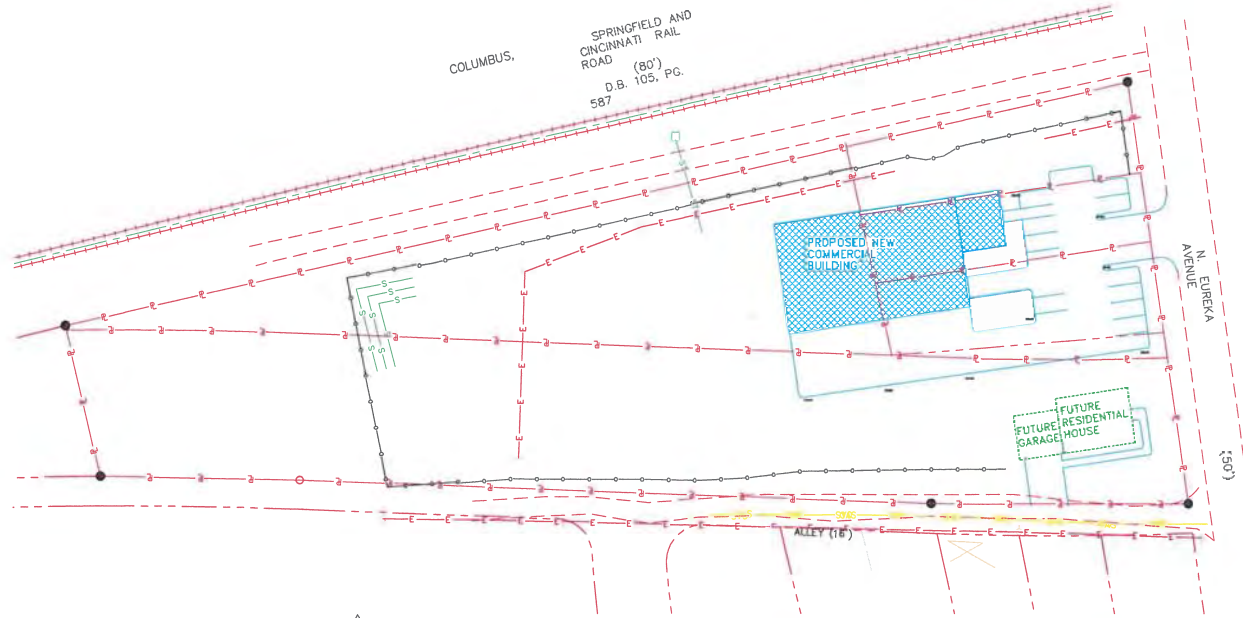 SPRINGFIELD AND
COLUMBUS, CINCINNATI RAIL
ROAD (80')
D.B. 105, PG.
587
PROPOSED NEW
COMMERCIAL
BUILDING
N. EUREKA
AVENUE
(50')
FUTURE
RESIDENTIAL
HOUSE
FUTURE
GARAGE
ALLEY (16')